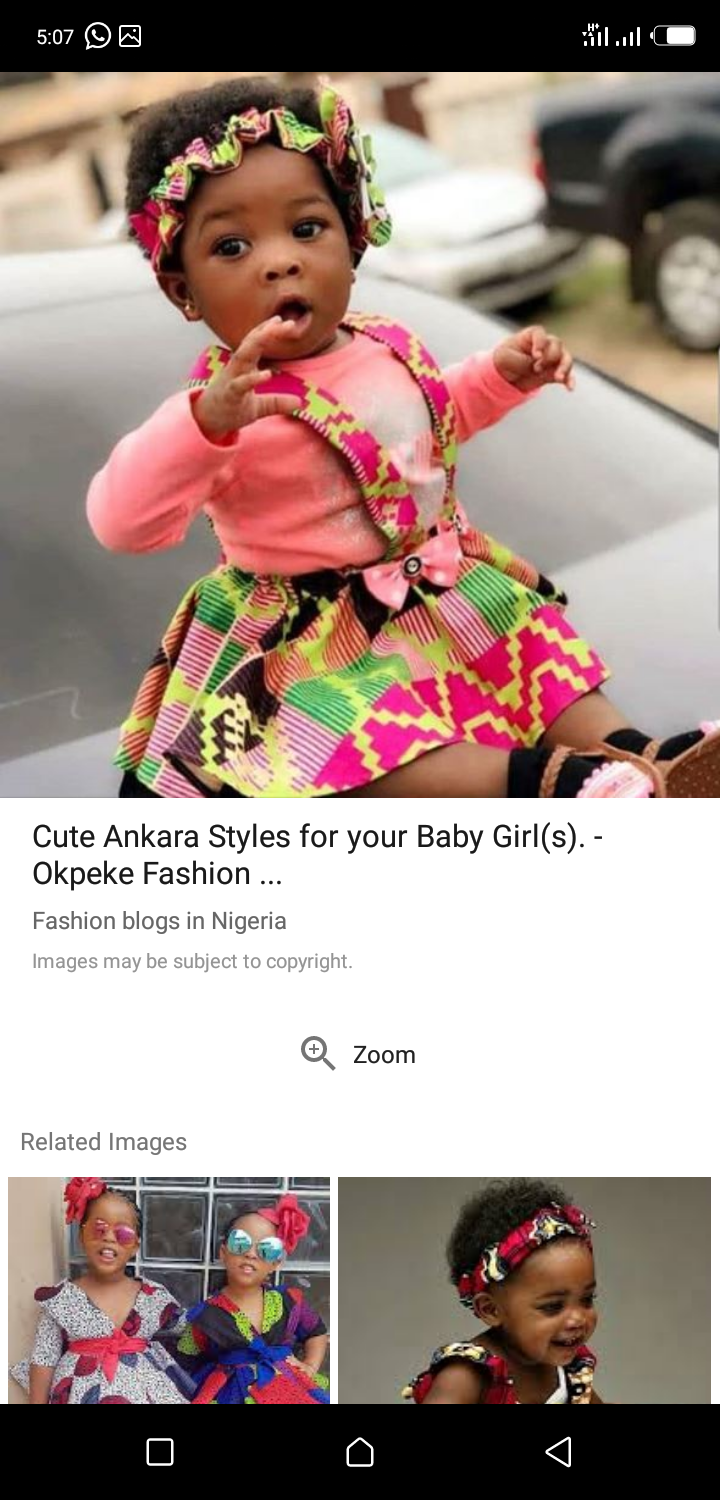 5:07
H+
Cute Ankara Styles for your Baby Girl(s). -
Okpeke Fashion ...
Fashion blogs in Nigeria
Images may be subject to copyright.
Zoom
Related Images